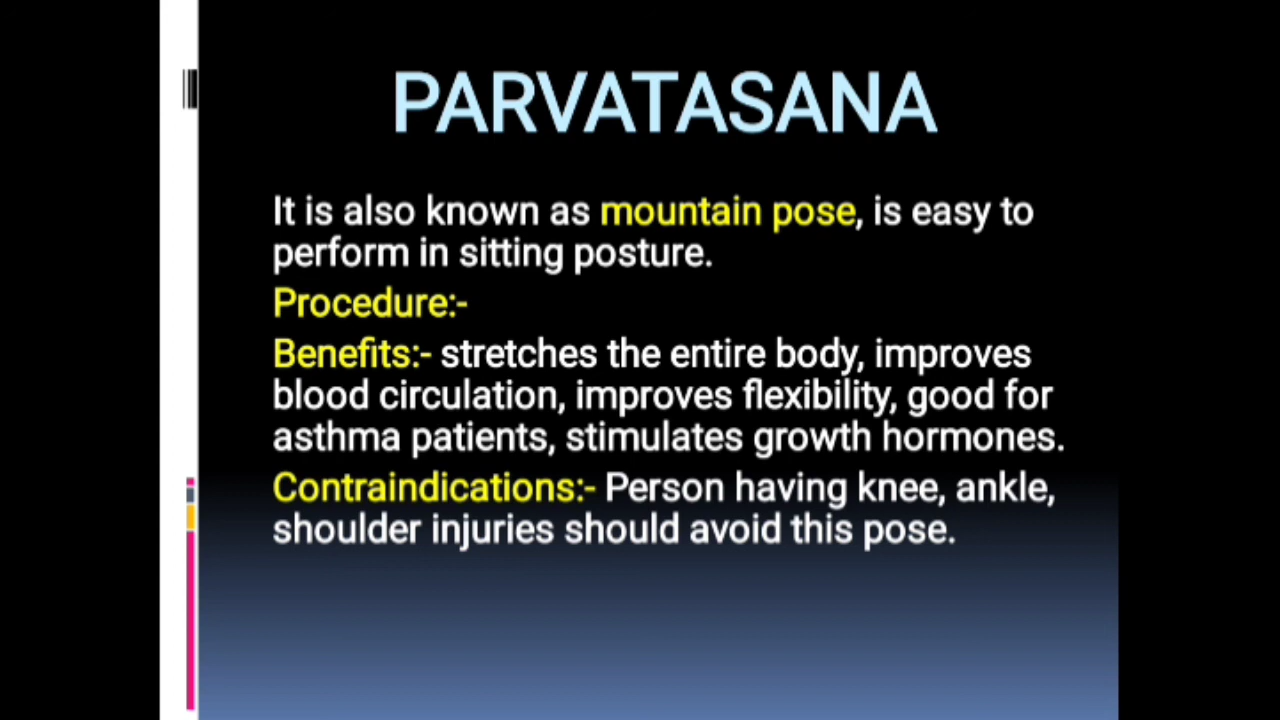 PARVATASANA
It is also known as mountain pose, is easy to
perform in sitting posture.
Procedure:-
Benefits:- stretches the entire body, improves
blood circulation, improves flexibility, good for
asthma patients, stimulates growth hormones.
Contraindications:- Person having knee, ankle,
shoulder injuries should avoid this pose.